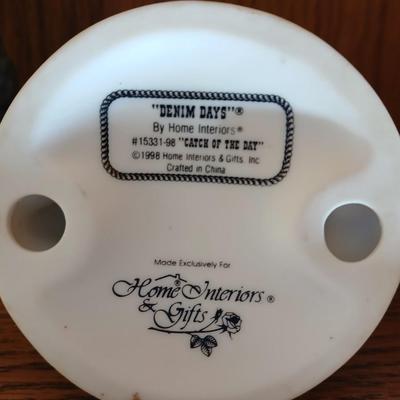 "DENIM DAYS"®
By Home Interiors®
#15331-98 "CATCH OF THE DAY"
©1998 Home Interiors & Gifts, Inc.
Crafted in China
Made Exclusively For
Home Interiors®
& Gifts